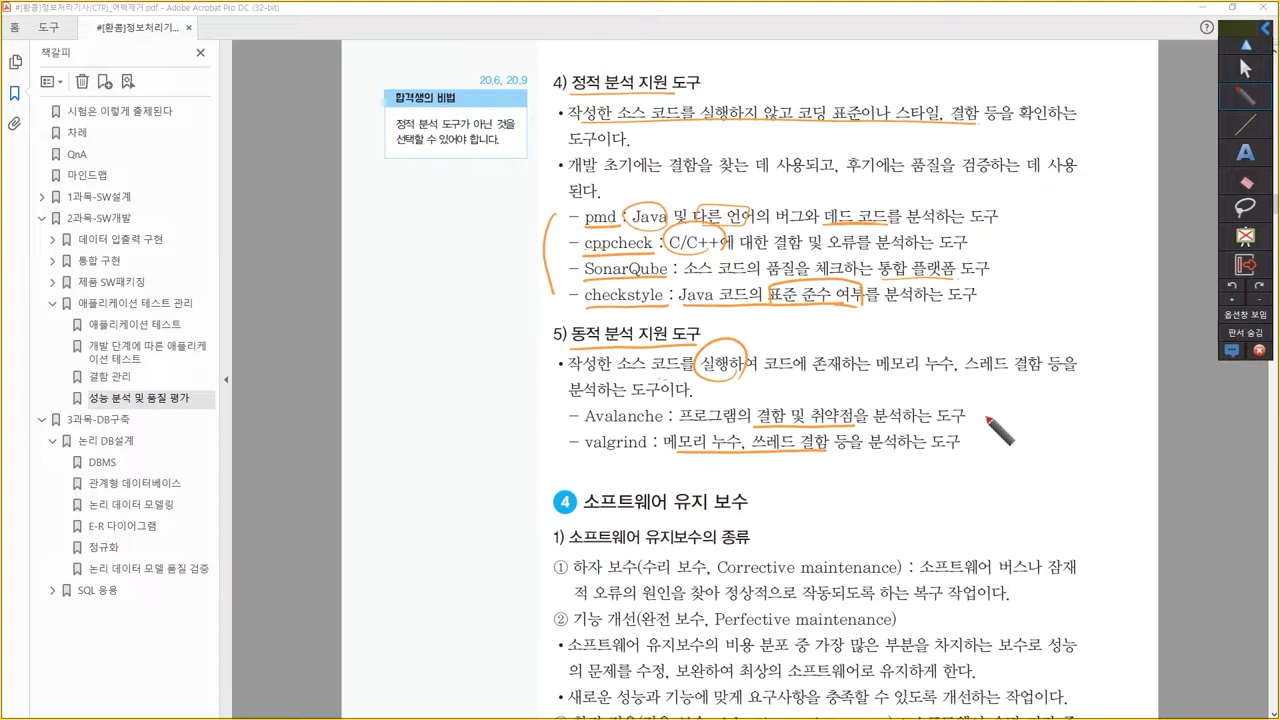 #[환콤]정보처리기사(CTP)_여백제거.pdf - Adobe Acrobat Pro DC (32-bit)
홈 도구 #[환콤]정보처리기... ×
책갈피
시험은 이렇게 출제된다
차례
QnA
마인드맵
1과목-SW설계
2과목-SW개발
데이터 입출력 구현
통합 구현
제품 SW패키징
애플리케이션 테스트 관리
애플리케이션 테스트
개발 단계에 따른 애플리케
이션 테스트
결함 관리
성능 분석 및 품질 평가
3과목-DB구축
논리 DB설계
DBMS
관계형 데이터베이스
논리 데이터 모델링
E-R 다이어그램
정규화
논리 데이터 모델 품질 검증
SQL 응용
20.6, 20.9
합격생의 비법
정적 분석 도구가 아닌 것을
선택할 수 있어야 합니다.
4) 정적 분석 지원 도구
• 작성한 소스 코드를 실행하지 않고 코딩 표준이나 스타일, 결함 등을 확인하는
도구이다.
• 개발 초기에는 결함을 찾는 데 사용되고, 후기에는 품질을 검증하는 데 사용
된다.
– pmd : Java 및 다른 언어의 버그와 데드 코드를 분석하는 도구
– cppcheck : C/C++에 대한 결함 및 오류를 분석하는 도구
– SonarQube : 소스 코드의 품질을 체크하는 통합 플랫폼 도구
– checkstyle : Java 코드의 표준 준수 여부를 분석하는 도구
5) 동적 분석 지원 도구
• 작성한 소스 코드를 실행하여 코드에 존재하는 메모리 누수, 스레드 결함 등을
분석하는 도구이다.
– Avalanche : 프로그램의 결함 및 취약점을 분석하는 도구
– valgrind : 메모리 누수, 쓰레드 결함 등을 분석하는 도구
4 소프트웨어 유지 보수
1) 소프트웨어 유지보수의 종류
① 하자 보수(수리 보수, Corrective maintenance) : 소프트웨어 버스나 잠재
적 오류의 원인을 찾아 정상적으로 작동되도록 하는 복구 작업이다.
② 기능 개선(완전 보수, Perfective maintenance)
• 소프트웨어 유지보수의 비용 분포 중 가장 많은 부분을 차지하는 보수로 성능
의 문제를 수정, 보완하여 최상의 소프트웨어로 유지하게 한다.
• 새로운 성능과 기능에 맞게 요구사항을 충족할 수 있도록 개선하는 작업이다.
A
옵션창 보임
판서 숨김